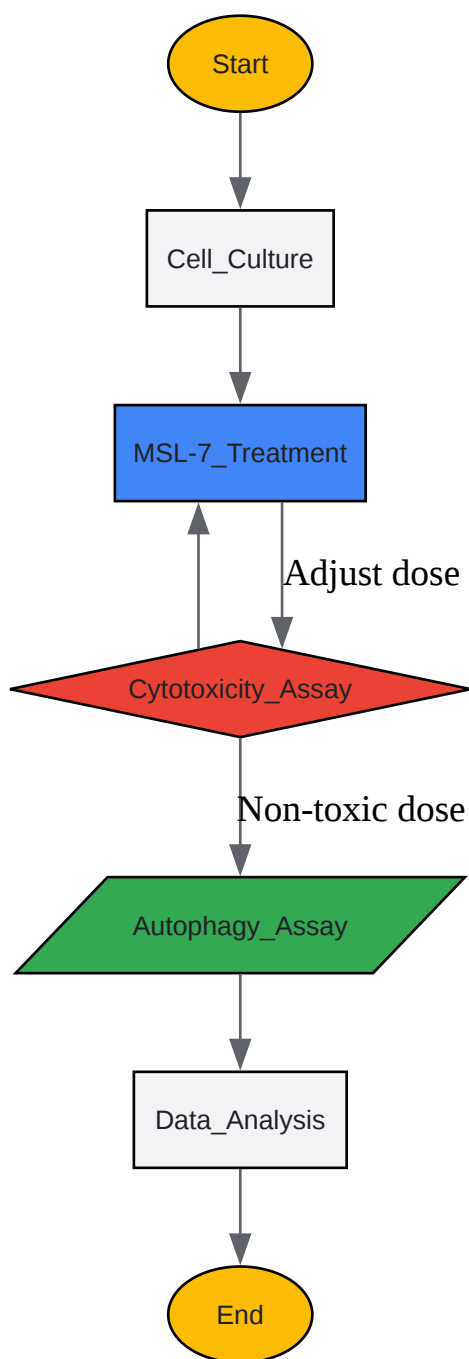 Start
Cell_Culture
MSL-7_Treatment
Adjust dose
Cytotoxicity_Assay
Non-toxic dose
Autophagy_Assay
Data_Analysis
End